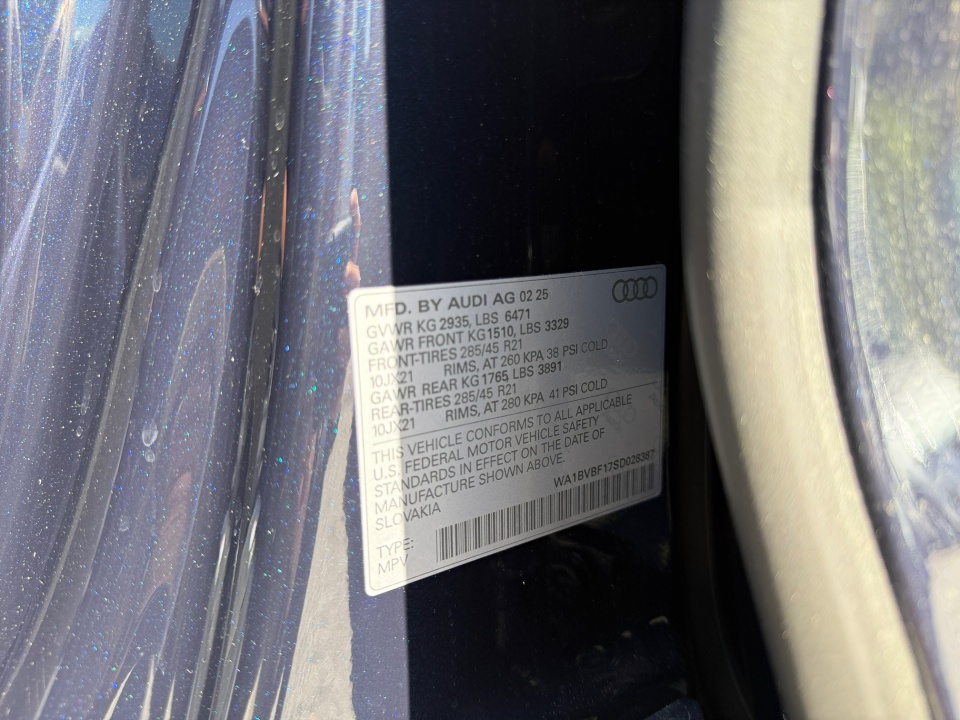 MFD. BY AUDI AG 02 25
GVWR KG 2935, LBS 6471
GAWR FRONT KG1510, LBS 3329
FRONT-TIRES 285/45 R21
10JX21 RIMS, AT 260 KPA 38 PSI COLD
GAWR REAR KG 1765, LBS 3891
REAR-TIRES 285/45 R21
10JX21 RIMS, AT 280 KPA 41 PSI COLD
THIS VEHICLE CONFORMS TO ALL APPLICABLE
U.S. FEDERAL MOTOR VEHICLE SAFETY
STANDARDS IN EFFECT ON THE DATE OF
MANUFACTURE SHOWN ABOVE.
SLOVAKIA
WA1BVBF17SD028387
TYPE:
MPV